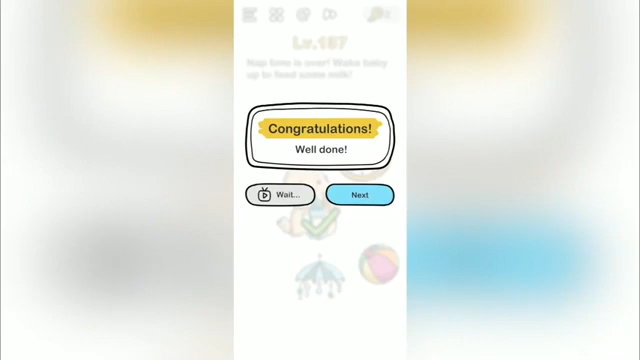 Lv.187
Nap time is over! Wake baby
up to feed some milk!
Congratulations!
Well done!
Wait...
Next